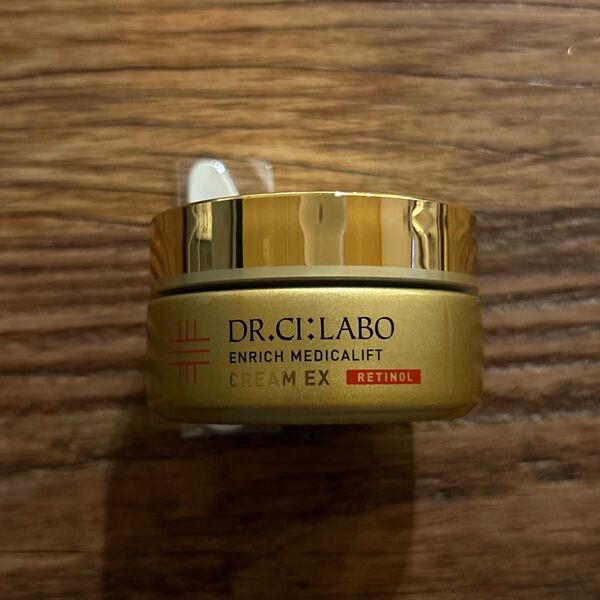 DR.CI:LABO
ENRICH MEDICALIFT
CREAM EX RETINOL